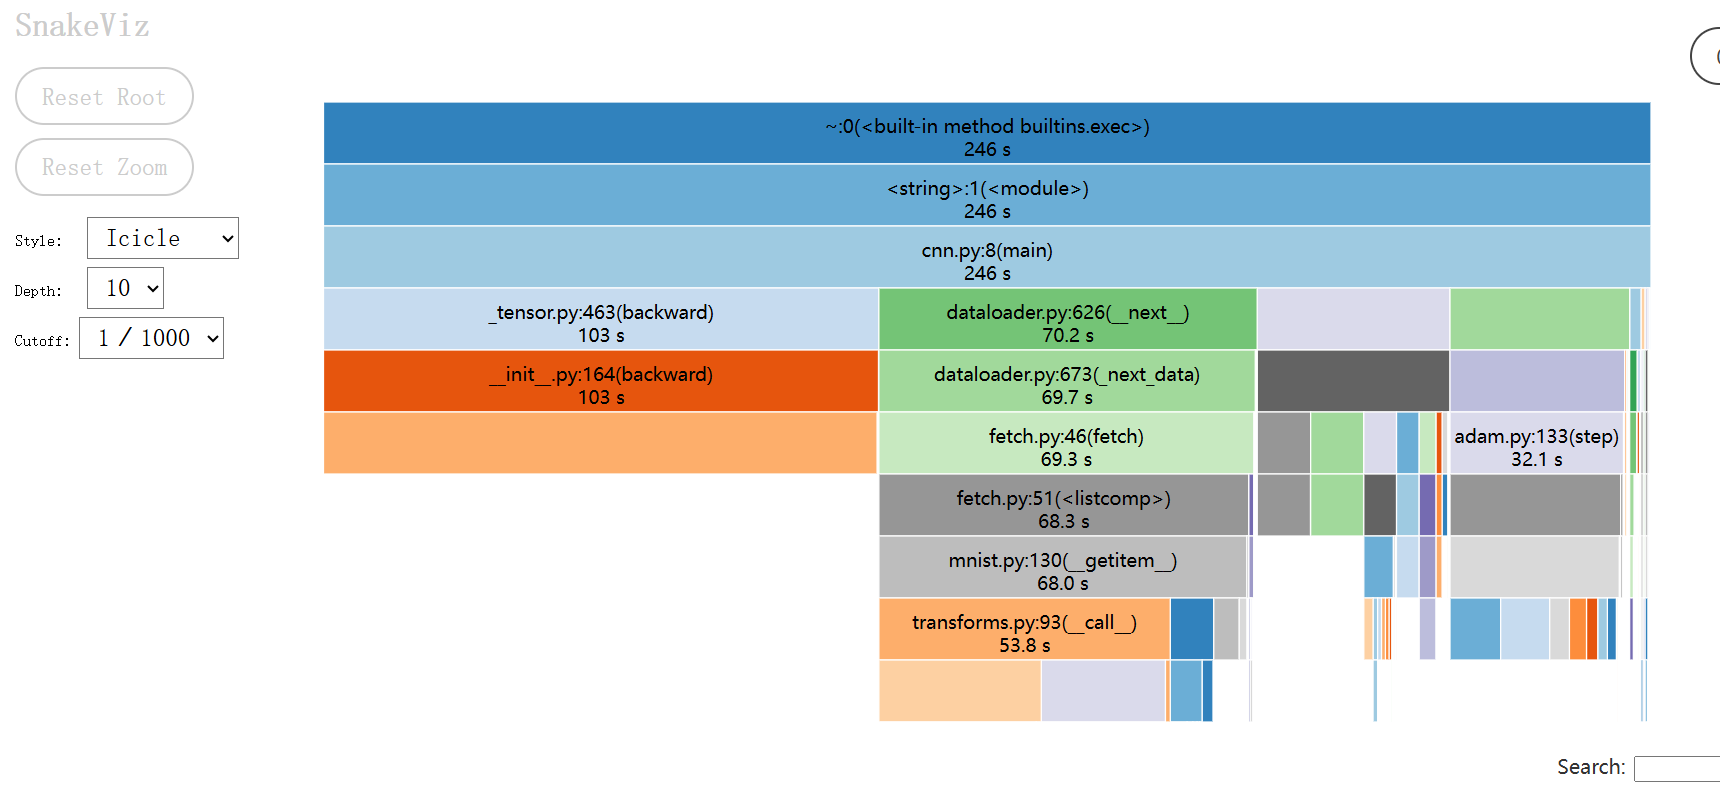 SnakeViz
Reset Root
Reset Zoom
Style: Icicle
Depth: 10
Cutoff: 1 / 1000
~:0(<built-in method builtins.exec>)
246 s
<string>:1(<module>)
246 s
cnn.py:8(main)
246 s
_tensor.py:463(backward)
103 s
dataloader.py:626(__next__)
70.2 s
__init__.py:164(backward)
103 s
dataloader.py:673(_next_data)
69.7 s
fetch.py:46(fetch)
69.3 s
adam.py:133(step)
32.1 s
fetch.py:51(<listcomp>)
68.3 s
mnist.py:130(__getitem__)
68.0 s
transforms.py:93(__call__)
53.8 s
Search: